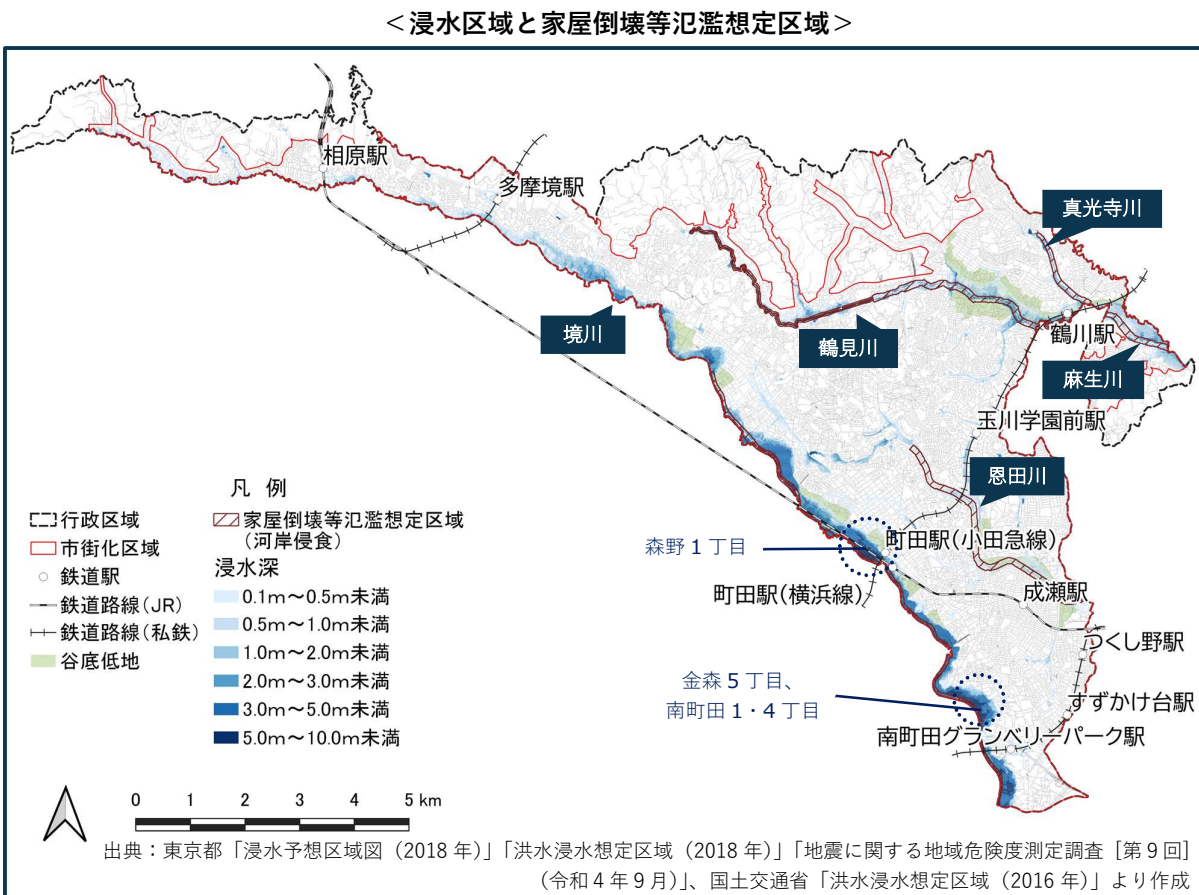 ＜浸水区域と家屋倒壊等氾濫想定区域＞
相原駅
多摩境駅
真光寺川
境川
鶴見川
鶴川駅
麻生川
玉川学園前駅
恩田川
凡 例
行政区域
市街化区域
鉄道駅
鉄道路線(JR)
鉄道路線(私鉄)
谷底低地
家屋倒壊等氾濫想定区域
(河岸侵食)
浸水深
0.1m～0.5m未満
0.5m～1.0m未満
1.0m～2.0m未満
2.0m～3.0m未満
3.0m～5.0m未満
5.0m～10.0m未満
森野１丁目
町田駅(小田急線)
町田駅(横浜線)
成瀬駅
つくし野駅
金森５丁目、
南町田１・４丁目
すずかけ台駅
南町田グランベリーパーク駅
0 1 2 3 4 5 km
出典：東京都「浸水予想区域図（2018 年）」「洪水浸水想定区域（2018 年）」「地震に関する地域危険度測定調査［第９回］
（令和４年９月）」、国土交通省「洪水浸水想定区域（2016 年）」より作成